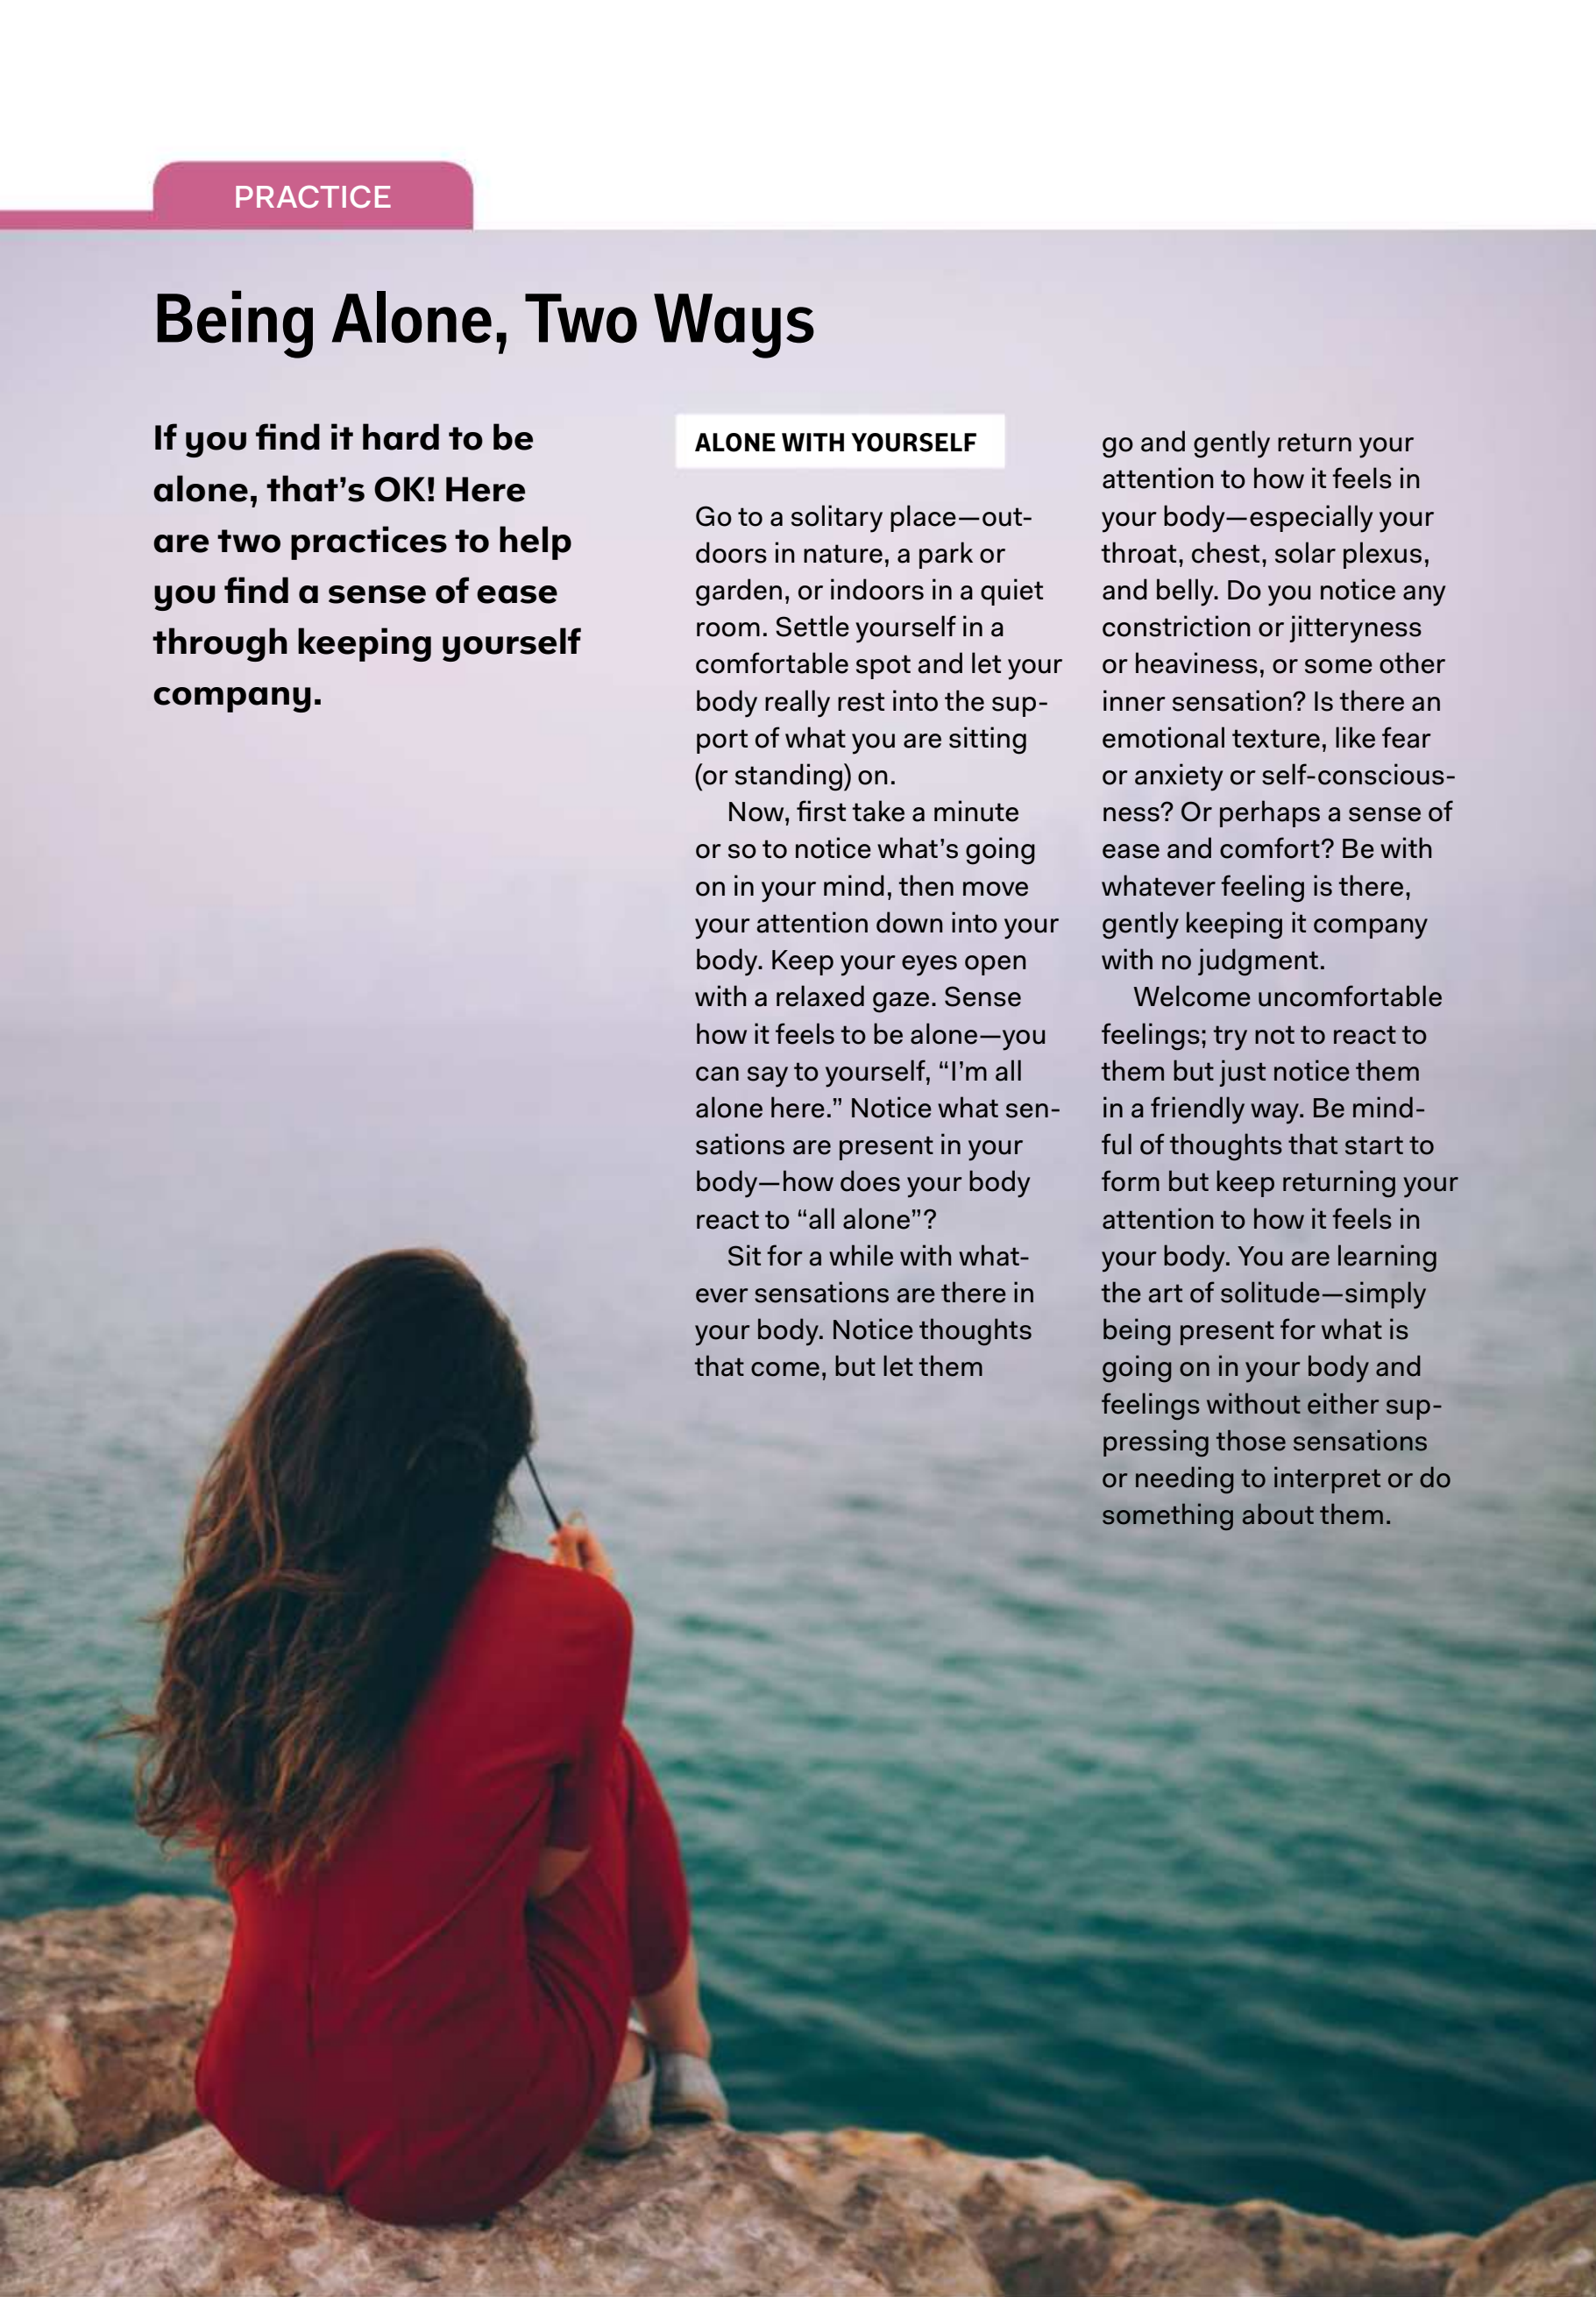 PRACTICE
Being Alone, Two Ways
If you find it hard to be
alone, that’s OK! Here
are two practices to help
you find a sense of ease
through keeping yourself
company.
ALONE WITH YOURSELF
Go to a solitary place—out-
doors in nature, a park or
garden, or indoors in a quiet
room. Settle yourself in a
comfortable spot and let your
body really rest into the sup-
port of what you are sitting
(or standing) on.
Now, first take a minute
or so to notice what’s going
on in your mind, then move
your attention down into your
body. Keep your eyes open
with a relaxed gaze. Sense
how it feels to be alone—you
can say to yourself, “I’m all
alone here.” Notice what sen-
sations are present in your
body—how does your body
react to “all alone”?
Sit for a while with what-
ever sensations are there in
your body. Notice thoughts
that come, but let them
go and gently return your
attention to how it feels in
your body—especially your
throat, chest, solar plexus,
and belly. Do you notice any
constriction or jitteryness
or heaviness, or some other
inner sensation? Is there an
emotional texture, like fear
or anxiety or self-conscious-
ness? Or perhaps a sense of
ease and comfort? Be with
whatever feeling is there,
gently keeping it company
with no judgment.
Welcome uncomfortable
feelings; try not to react to
them but just notice them
in a friendly way. Be mind-
ful of thoughts that start to
form but keep returning your
attention to how it feels in
your body. You are learning
the art of solitude—simply
being present for what is
going on in your body and
feelings without either sup-
pressing those sensations
or needing to interpret or do
something about them.